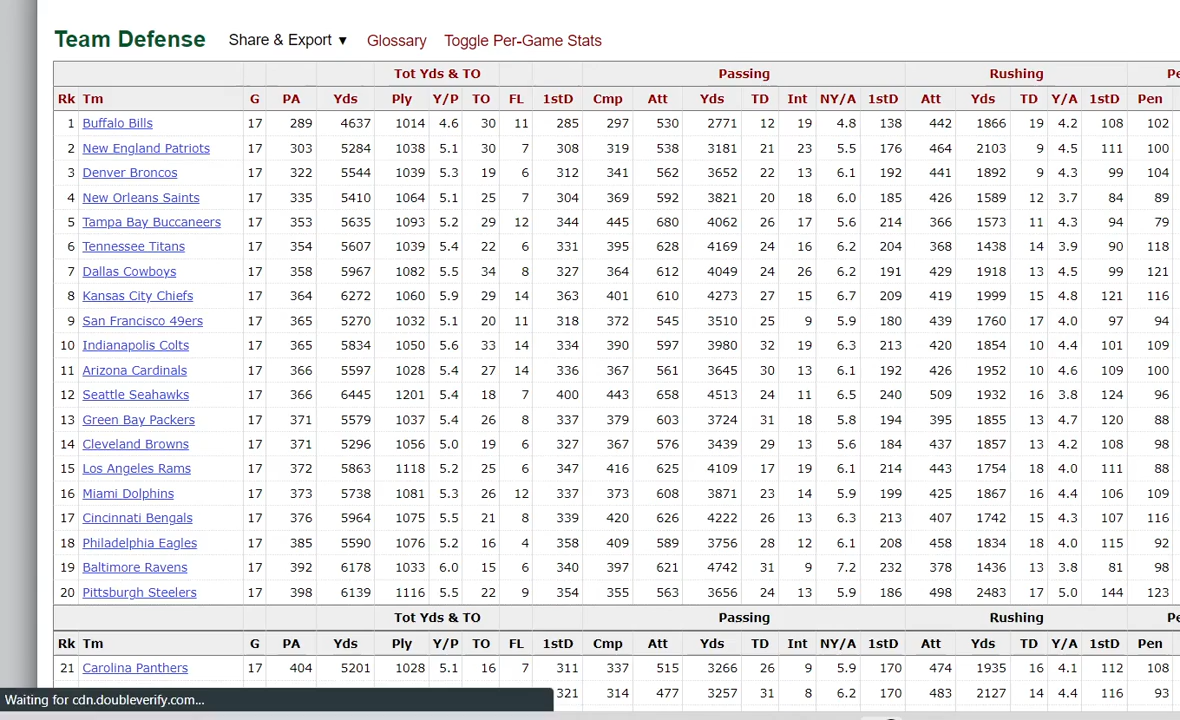 Team Defense Share & Export ▼ Glossary Toggle Per-Game Stats
Tot Yds & TO Passing Rushing Pe
Rk Tm G PA Yds Ply Y/P TO FL 1stD Cmp Att Yds TD Int NY/A 1stD Att Yds TD Y/A 1stD Pen
1 Buffalo Bills 17 289 4637 1014 4.6 30 11 285 297 530 2771 12 19 4.8 138 442 1866 19 4.2 108 102
2 New England Patriots 17 303 5284 1038 5.1 30 7 308 319 538 3181 21 23 5.5 176 464 2103 9 4.5 111 100
3 Denver Broncos 17 322 5544 1039 5.3 19 6 312 341 562 3652 22 13 6.1 192 441 1892 9 4.3 99 104
4 New Orleans Saints 17 335 5410 1064 5.1 25 7 304 369 592 3821 20 18 6.0 185 426 1589 12 3.7 84 89
5 Tampa Bay Buccaneers 17 353 5635 1093 5.2 29 12 344 445 680 4062 26 17 5.6 214 366 1573 11 4.3 94 79
6 Tennessee Titans 17 354 5607 1039 5.4 22 6 331 395 628 4169 24 16 6.2 204 368 1438 14 3.9 90 118
7 Dallas Cowboys 17 358 5967 1082 5.5 34 8 327 364 612 4049 24 26 6.2 191 429 1918 13 4.5 99 121
8 Kansas City Chiefs 17 364 6272 1060 5.9 29 14 363 401 610 4273 27 15 6.7 209 419 1999 15 4.8 121 116
9 San Francisco 49ers 17 365 5270 1032 5.1 20 11 318 372 545 3510 25 9 5.9 180 439 1760 17 4.0 97 94
10 Indianapolis Colts 17 365 5834 1050 5.6 33 14 334 390 597 3980 32 19 6.3 213 420 1854 10 4.4 101 109
11 Arizona Cardinals 17 366 5597 1028 5.4 27 14 336 367 561 3645 30 13 6.1 192 426 1952 10 4.6 109 100
12 Seattle Seahawks 17 366 6445 1201 5.4 18 7 400 443 658 4513 24 11 6.5 240 509 1932 16 3.8 124 96
13 Green Bay Packers 17 371 5579 1037 5.4 26 8 337 379 603 3724 31 18 5.8 194 395 1855 13 4.7 120 88
14 Cleveland Browns 17 371 5296 1056 5.0 19 6 327 367 576 3439 29 13 5.6 184 437 1857 13 4.2 108 98
15 Los Angeles Rams 17 372 5863 1118 5.2 25 6 347 416 625 4109 17 19 6.1 214 443 1754 18 4.0 111 88
16 Miami Dolphins 17 373 5738 1081 5.3 26 12 337 373 608 3871 23 14 5.9 199 425 1867 16 4.4 106 109
17 Cincinnati Bengals 17 376 5964 1075 5.5 21 8 339 420 626 4222 26 13 6.3 213 407 1742 15 4.3 107 116
18 Philadelphia Eagles 17 385 5590 1076 5.2 16 4 358 409 589 3756 28 12 6.1 208 458 1834 18 4.0 115 92
19 Baltimore Ravens 17 392 6178 1033 6.0 15 6 340 397 621 4742 31 9 7.2 232 378 1436 13 3.8 81 98
20 Pittsburgh Steelers 17 398 6139 1116 5.5 22 9 354 355 563 3656 24 13 5.9 186 498 2483 17 5.0 144 123
Tot Yds & TO Passing Rushing Pe
Rk Tm G PA Yds Ply Y/P TO FL 1stD Cmp Att Yds TD Int NY/A 1stD Att Yds TD Y/A 1stD Pen
21 Carolina Panthers 17 404 5201 1028 5.1 16 7 311 337 515 3266 26 9 5.9 170 474 1935 16 4.1 112 108
321 314 477 3257 31 8 6.2 170 483 2127 14 4.4 116 93
Waiting for cdn.doubleverify.com...